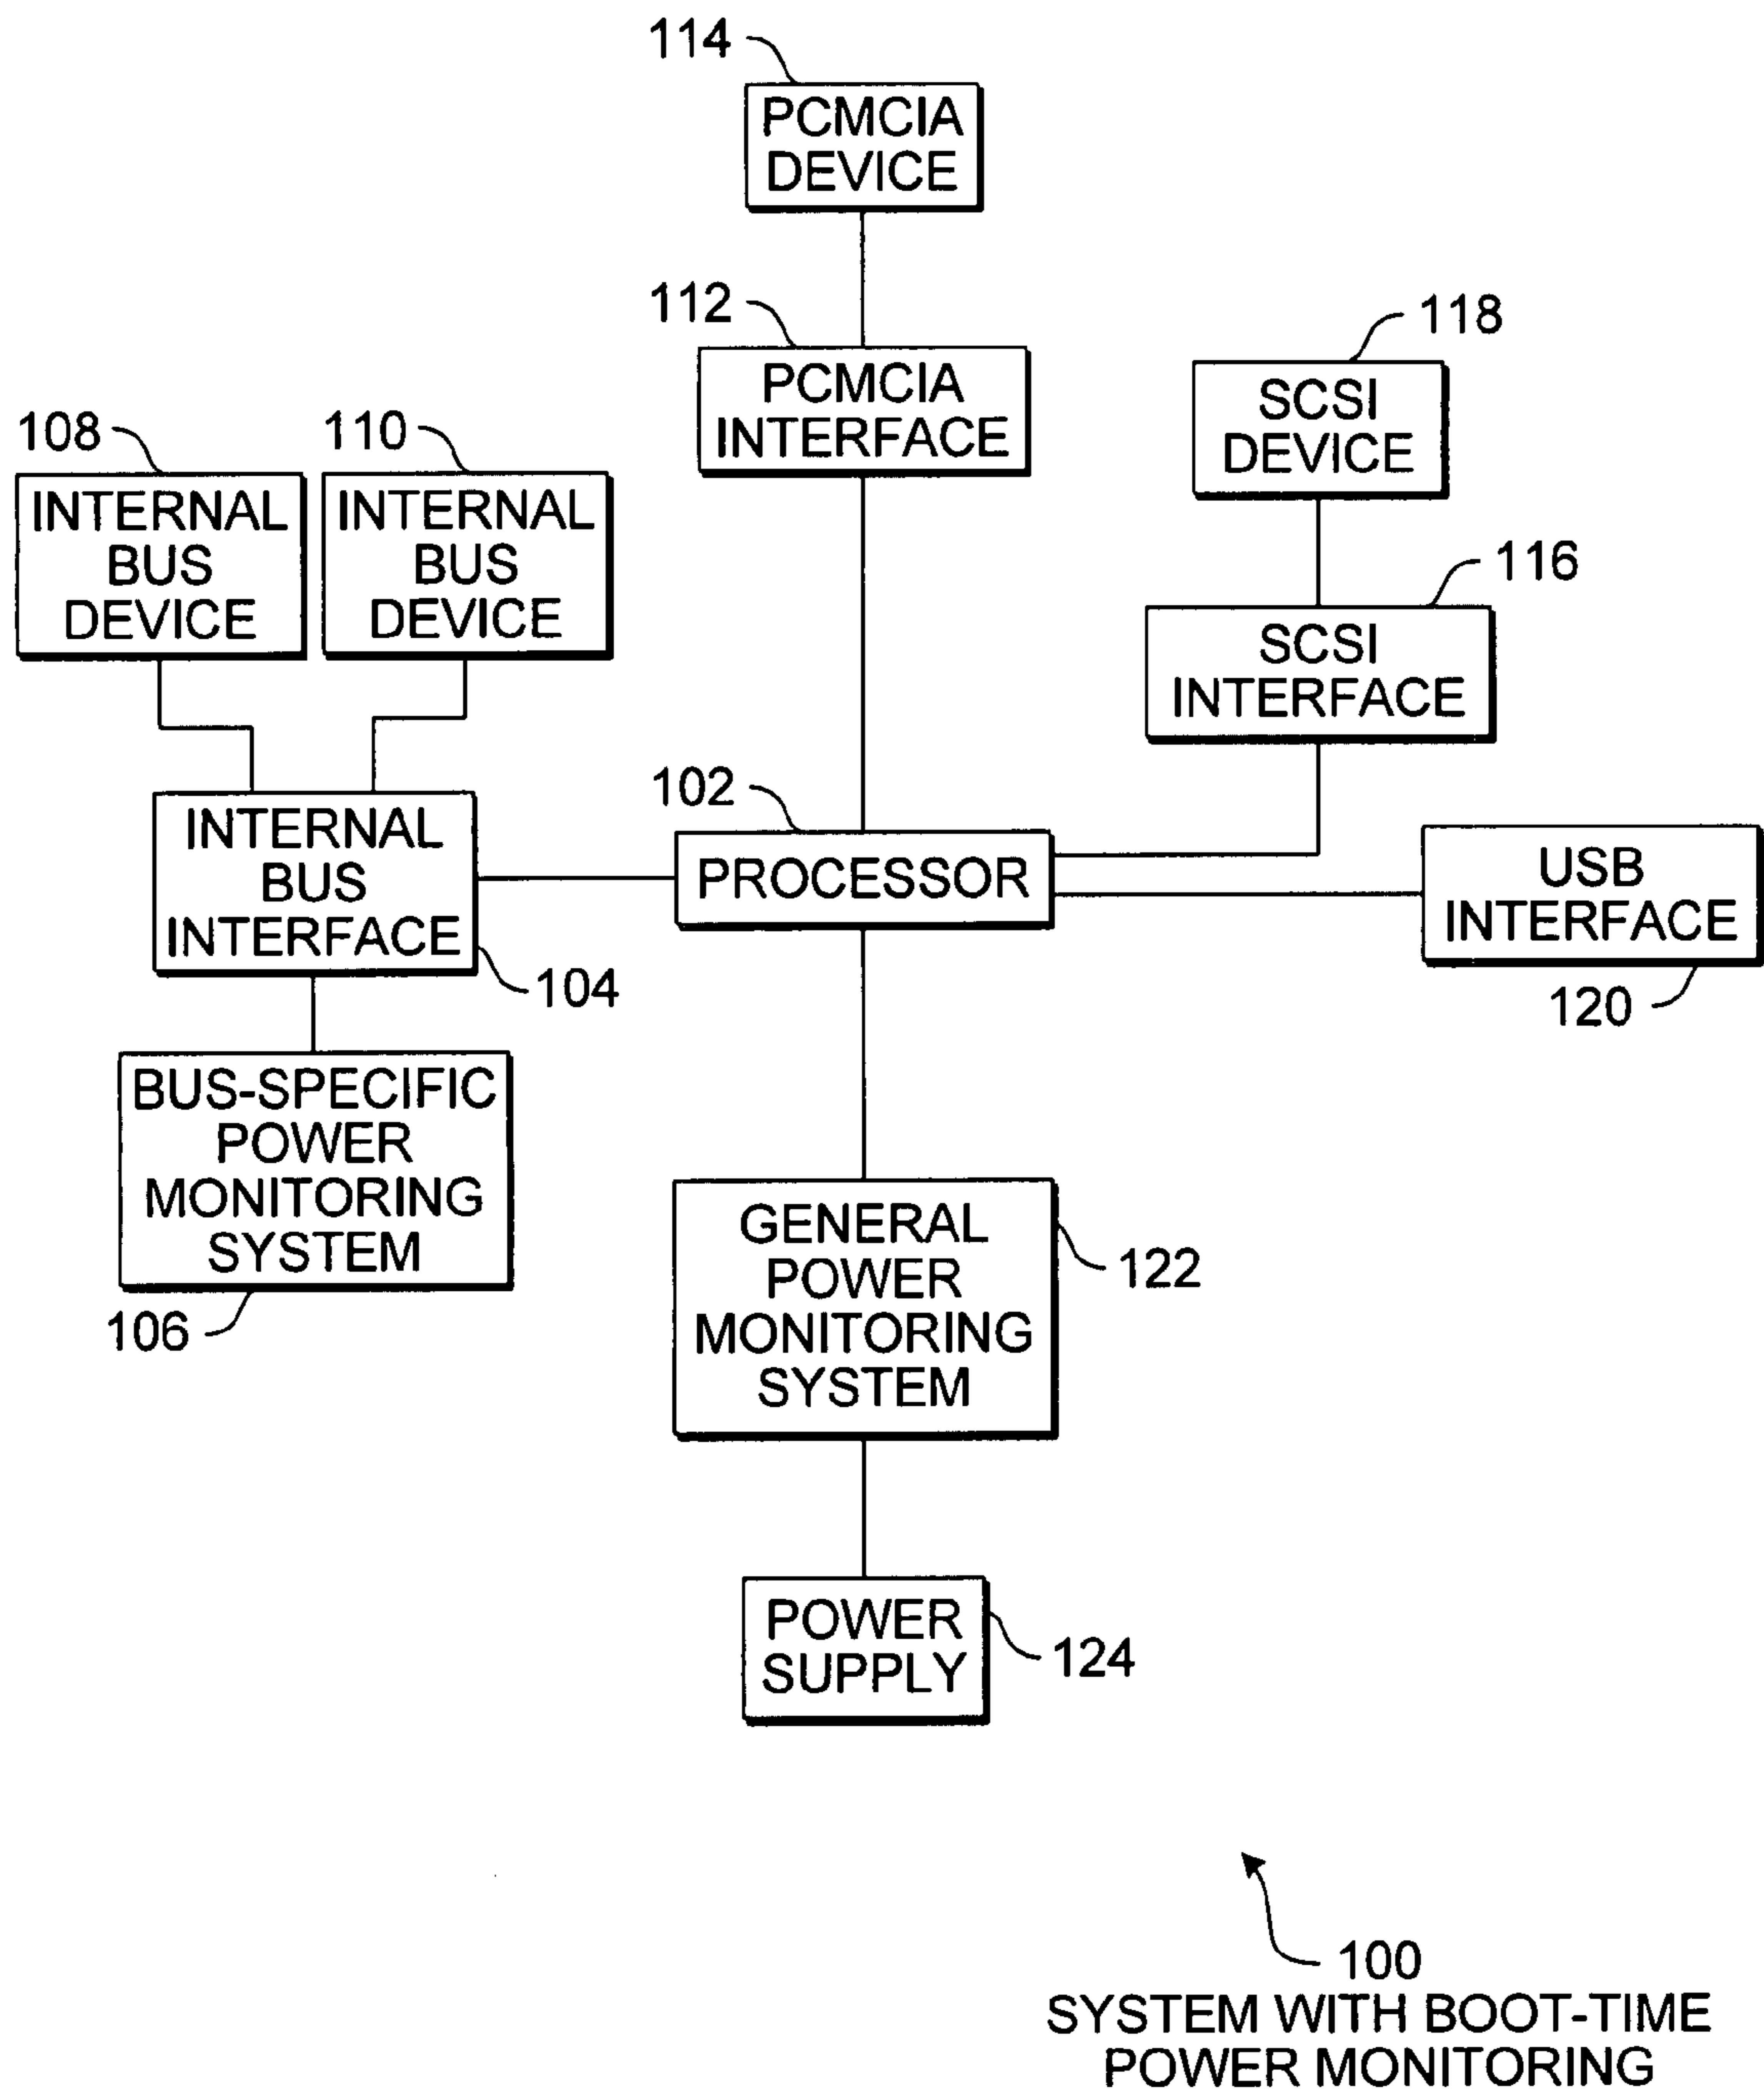 114
PCMCIA
DEVICE
112
PCMCIA
INTERFACE
118
SCSI
DEVICE
108
INTERNAL
BUS
DEVICE
110
INTERNAL
BUS
DEVICE
116
SCSI
INTERFACE
102
PROCESSOR
INTERNAL
BUS
INTERFACE
104
USB
INTERFACE
120
BUS-SPECIFIC
POWER
MONITORING
SYSTEM
106
GENERAL
POWER
MONITORING
SYSTEM
122
POWER
SUPPLY
124
100
SYSTEM WITH BOOT-TIME
POWER MONITORING